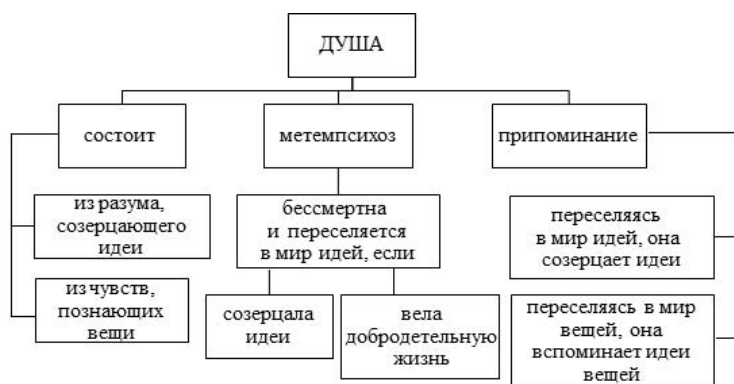 ДУША
состоит
метемпсихоз
припоминание
из разума,
созерцающего
идеи
из чувств,
познающих
вещи
бессмертна
и переселяется
в мир идей, если
созерцала
идеи
вела
добродетельную
жизнь
переселяясь
в мир идей, она
созерцает идеи
переселяясь в мир
вещей, она
вспоминает идеи
вещей